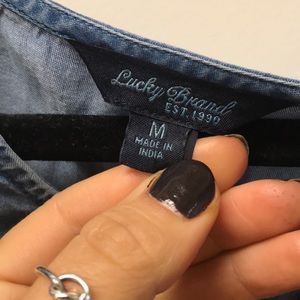 Lucky Brand
EST. 1990
M
MADE IN
INDIA